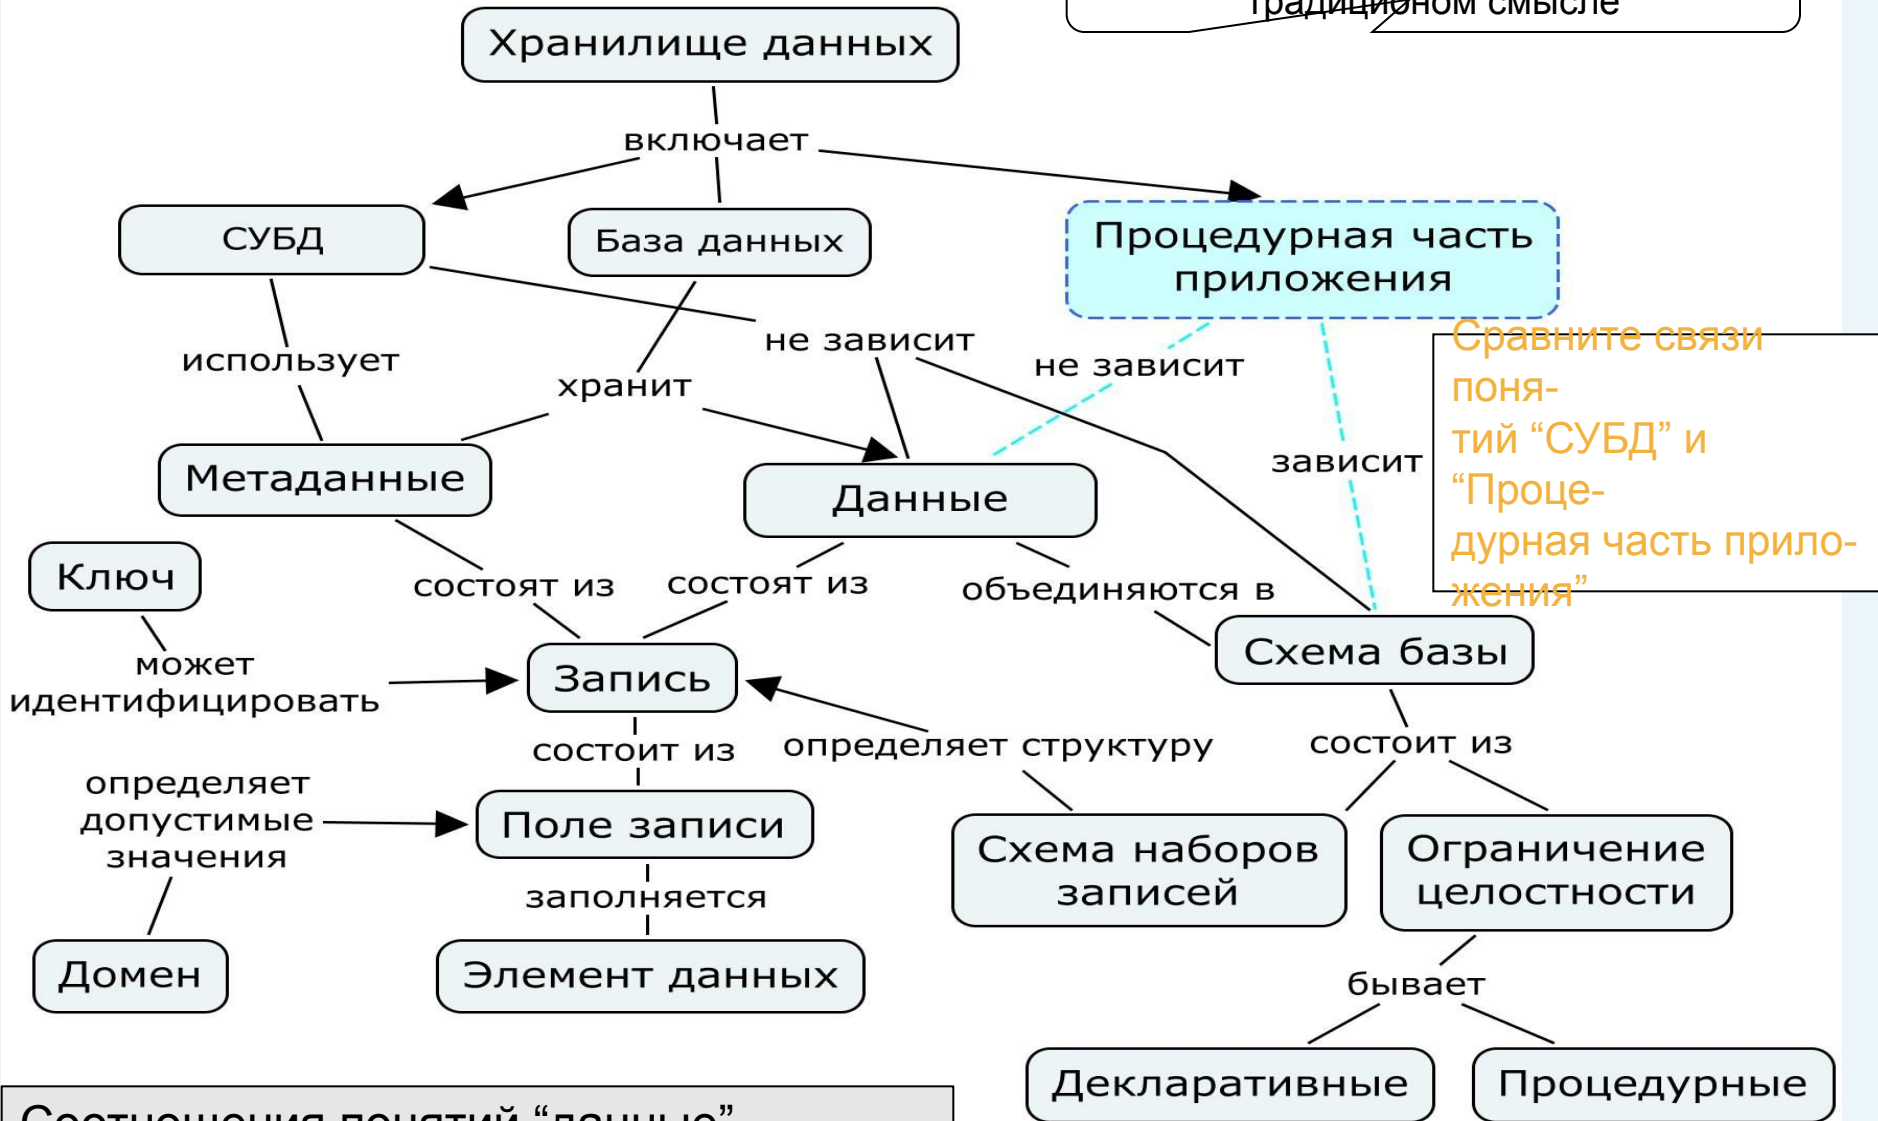 традиционом смысле
Хранилище данных
включает
СУБД
База данных
Процедурная часть
приложения
не зависит
не зависит
использует
хранит
Сравните связи
поня-
тий “СУБД” и
“Проце-
дурная часть прило-
жения”
зависит
Метаданные
Данные
Ключ
состоят из
состоят из
объединяются в
может
идентифицировать
Запись
Схема базы
состоит из
определяет структуру
состоит из
определяет
допустимые
значения
Поле записи
Схема наборов
записей
Ограничение
целостности
заполняется
Домен
Элемент данных
бывает
Декларативные
Процедурные
Соотношения понятий “данные”